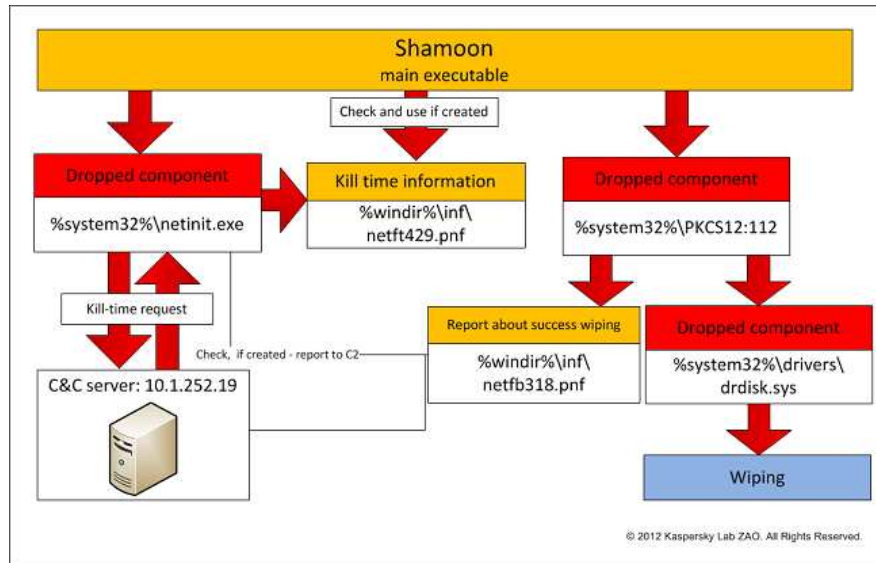 Shamoon
main executable
Check and use if created
Dropped component
%system32%\netinit.exe
Kill time information
%windir%\inf\
netft429.pnf
Dropped component
%system32%\PKCS12:112
Kill-time request
Check, if created - report to C2
Report about success wiping
%windir%\inf\
netfb318.pnf
Dropped component
%system32%\drivers\
drdisk.sys
C&C server: 10.1.252.19
Wiping
© 2012 Kaspersky Lab ZAO. All Rights Reserved.